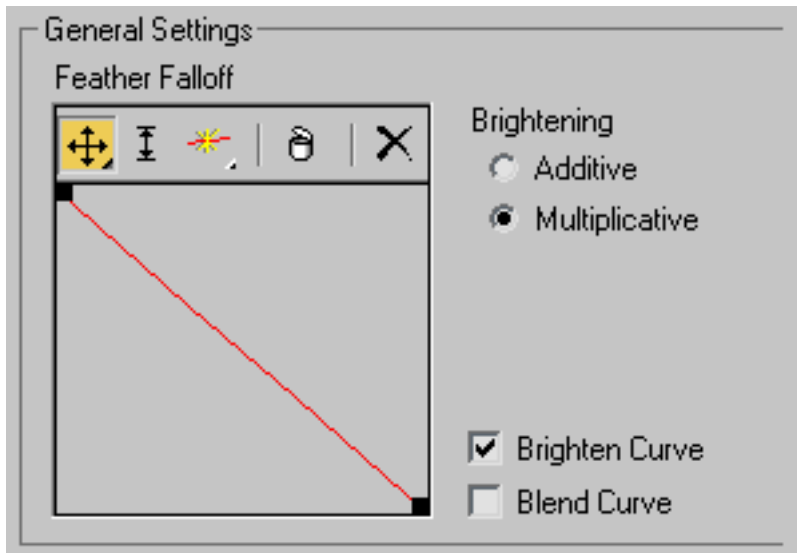 General Settings
Feather Falloff
Brightening
Additive
Multiplicative
Brighten Curve
Blend Curve